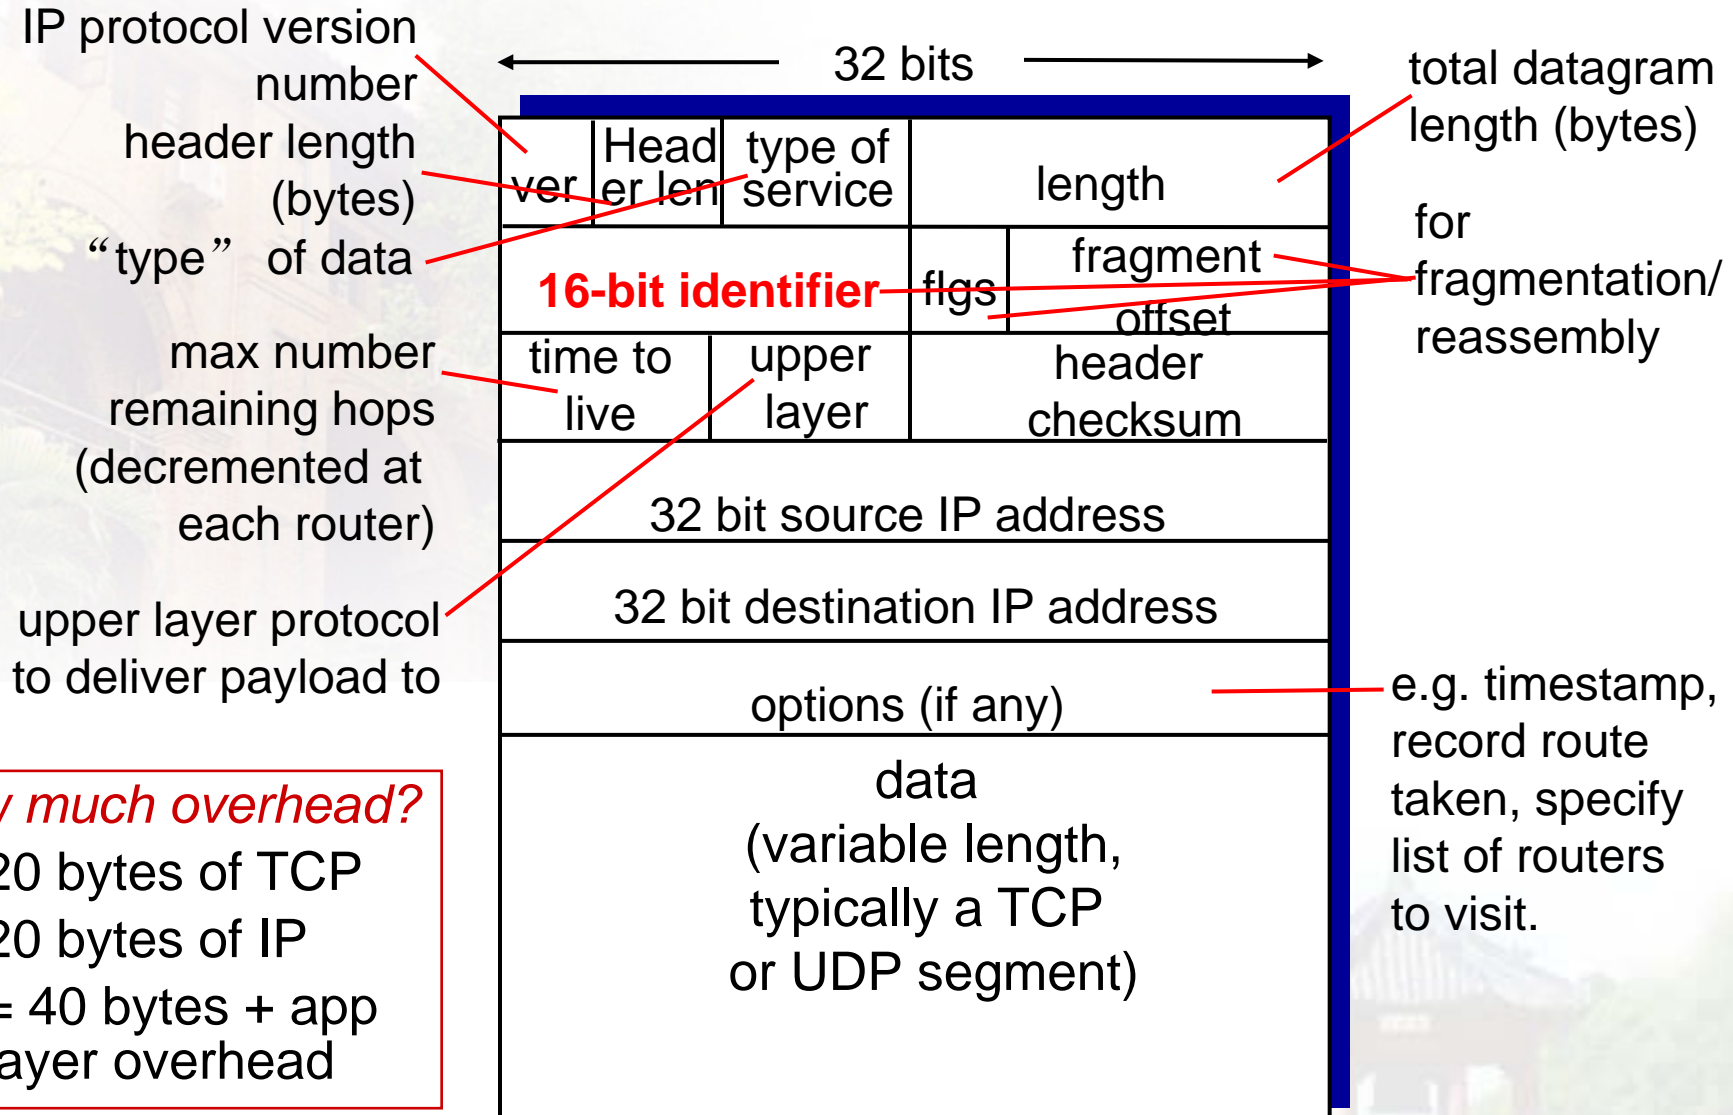 IP protocol version
number
header length
(bytes)
“type” of data
max number
remaining hops
(decremented at
each router)
upper layer protocol
to deliver payload to
much overhead?
20 bytes of TCP
20 bytes of IP
= 40 bytes + app
ayer overhead
32 bits
ver
Head
er len
type of
service
length
16-bit identifier
flgs
fragment
offset
time to
live
upper
layer
header
checksum
32 bit source IP address
32 bit destination IP address
options (if any)
data
(variable length,
typically a TCP
or UDP segment)
total datagram
length (bytes)
for
fragmentation/
reassembly
e.g. timestamp,
record route
taken, specify
list of routers
to visit.